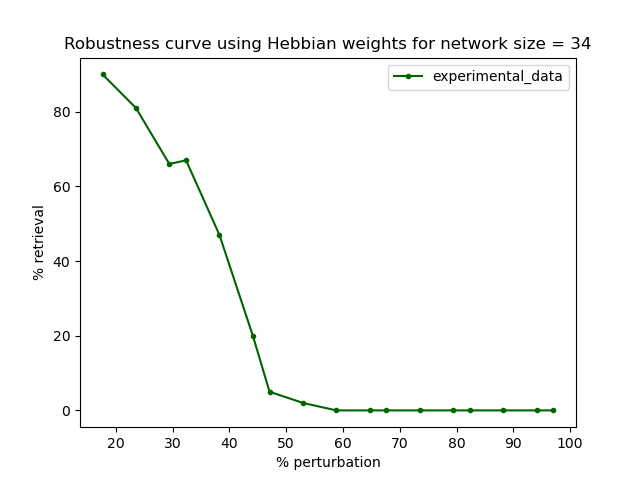 Robustness curve using Hebbian weights for network size = 34
experimental_data
80
60
40
20
0
% retrieval
20 30 40 50 60 70 80 90 100
% perturbation